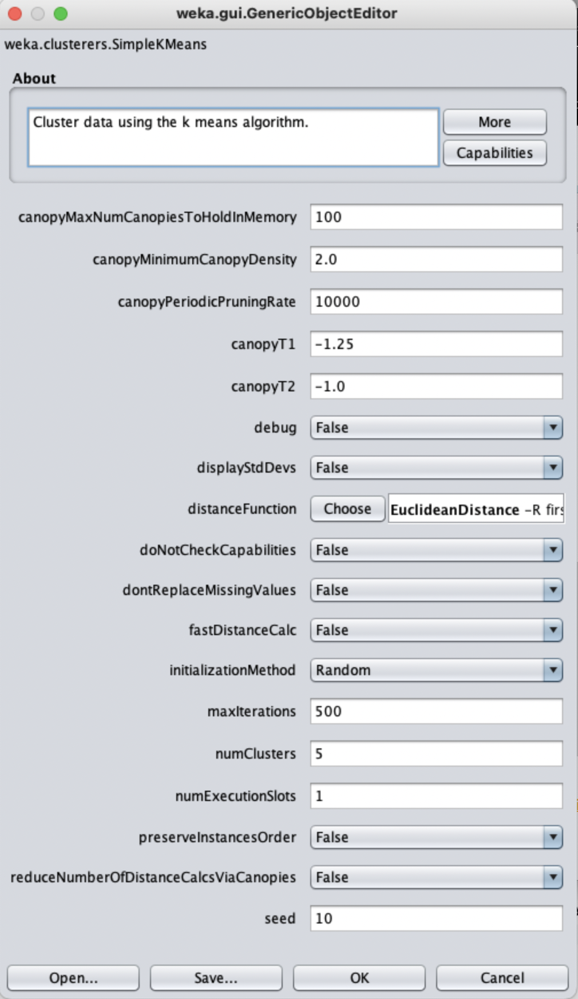 weka.gui.GenericObjectEditor
weka.clusterers.SimpleKMeans
About
Cluster data using the k means algorithm.
More
Capabilities
canopyMaxNumCanopiesToHoldInMemory 100
canopyMinimumCanopyDensity 2.0
canopyPeriodicPruningRate 10000
canopyT1 -1.25
canopyT2 -1.0
debug False
displayStdDevs False
distanceFunction Choose EuclideanDistance -R firs
doNotCheckCapabilities False
dontReplaceMissingValues False
fastDistanceCalc False
initializationMethod Random
maxIterations 500
numClusters 5
numExecutionSlots 1
preserveInstancesOrder False
reduceNumberOfDistanceCalcsViaCanopies False
seed 10
Open... Save... OK Cancel